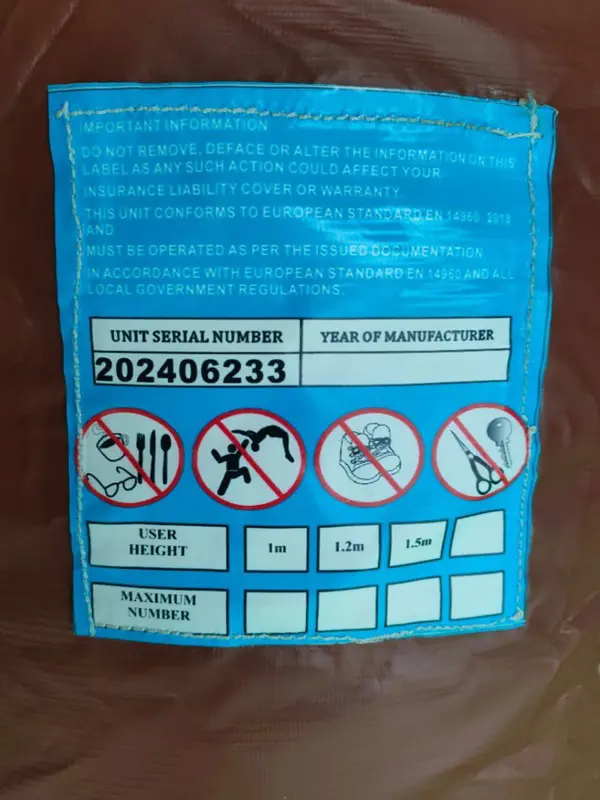 IMPORTANT INFORMATION
DO NOT REMOVE, DEFACE OR ALTER THE INFORMATION ON THIS
LABEL AS ANY SUCH ACTION COULD AFFECT YOUR
INSURANCE LIABILITY COVER OR WARRANTY.
THIS UNIT CONFORMS TO EUROPEAN STANDARD EN 14960 2013
AND
MUST BE OPERATED AS PER THE ISSUED DOCUMENTATION
IN ACCORDANCE WITH EUROPEAN STANDARD EN 14960 AND ALL
LOCAL GOVERNMENT REGULATIONS.
UNIT SERIAL NUMBER YEAR OF MANUFACTURER
202406233
USER
HEIGHT 1m 1.2m 1.5m
MAXIMUM
NUMBER